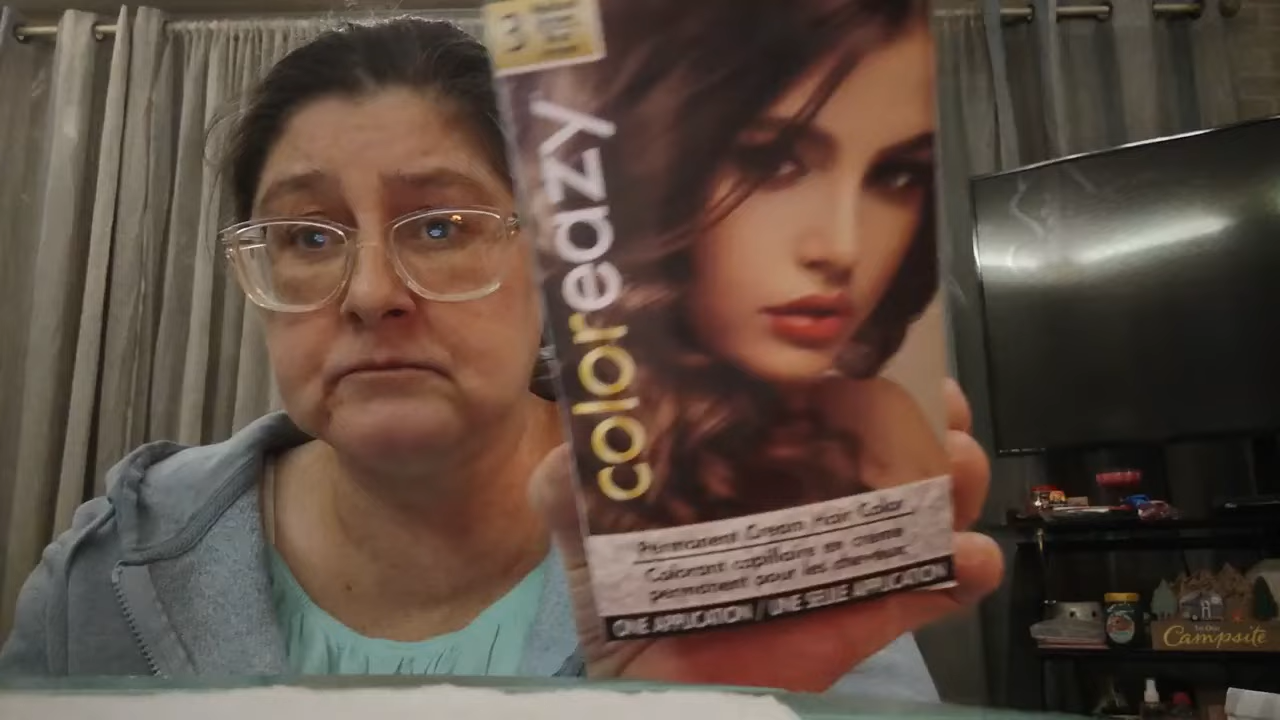 3
coloreazy
Permanent Cream Hair Color
Colorant capillaire en crème
permanent pour les cheveux
ONE APPLICATION / UNE SEULE APPLICATION
Campsite